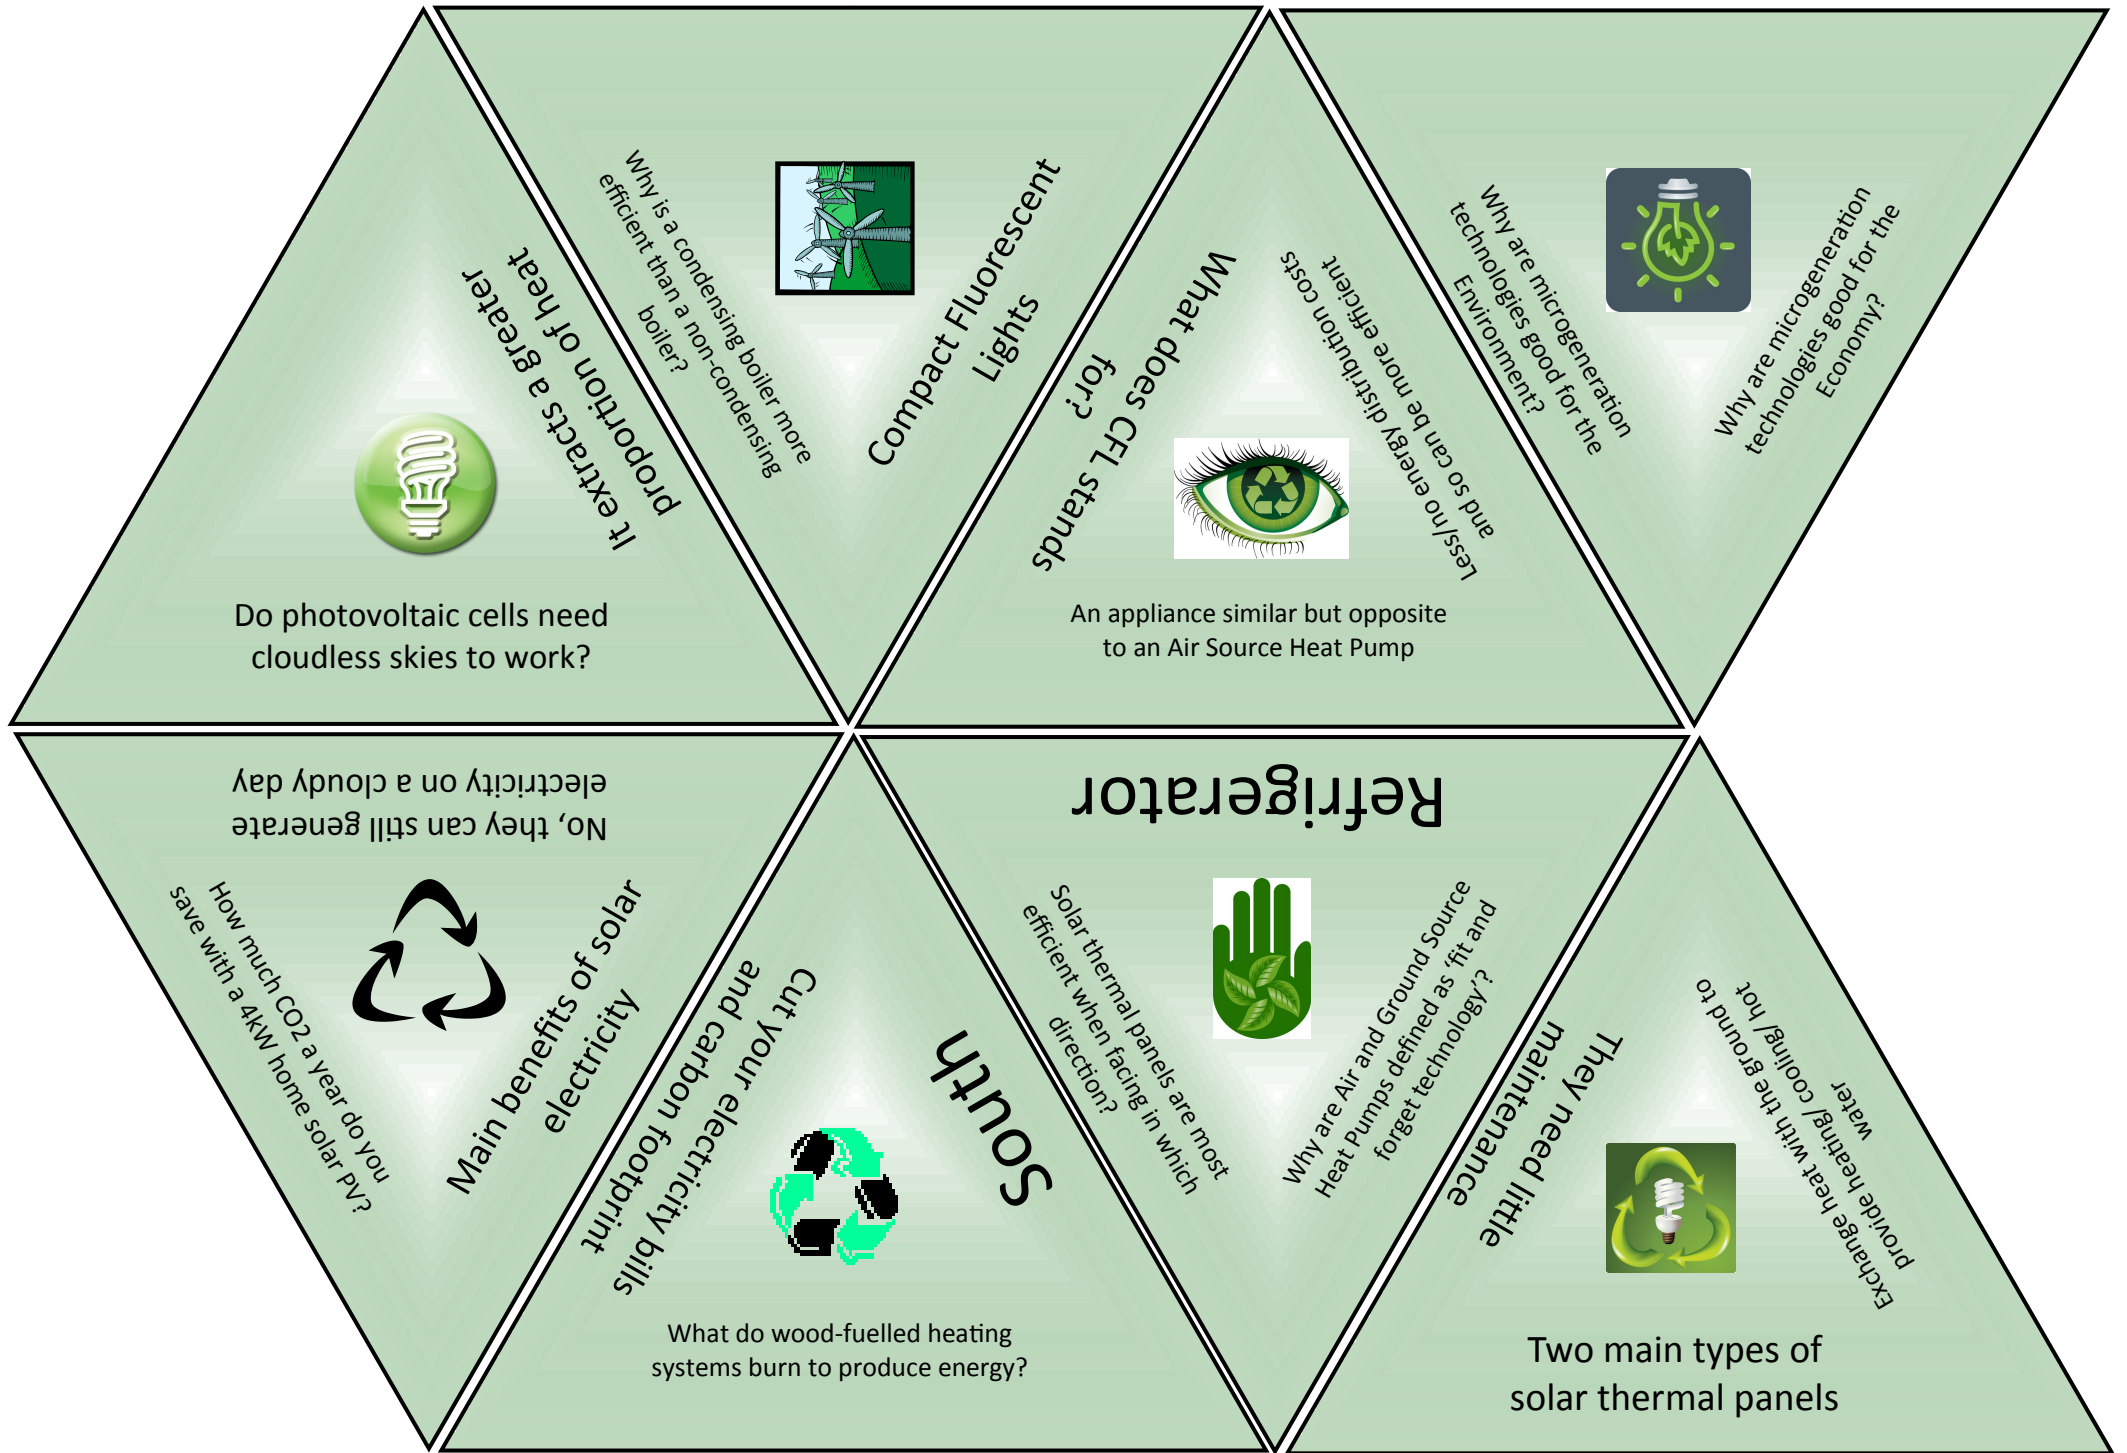 It extracts a greater
proportion of heat
Do photovoltaic cells need
cloudless skies to work?
Why is a condensing boiler more
efficient than a non-condensing
boiler?
Compact Fluorescent
Lights
What does CFL stands
for?
Less/no energy distribution costs
and so can be more efficient
An appliance similar but opposite
to an Air Source Heat Pump
Why are microgeneration
technologies good for the
Environment?
Why are microgeneration
technologies good for the
Economy?
No, they can still generate
electricity on a cloudy day
How much CO2 a year do you
save with a 4kW home solar PV?
Main benefits of solar
electricity
Cut your electricity bills
and carbon footprint
South
What do wood-fuelled heating
systems burn to produce energy?
Refrigerator
Solar thermal panels are most
efficient when facing in which
direction?
Why are Air and Ground Source
Heat Pumps defined as ‘fit and
forget technology’?
They need little
maintenance
Exchange heat with the ground to
provide heating/ cooling/ hot
water
Two main types of
solar thermal panels